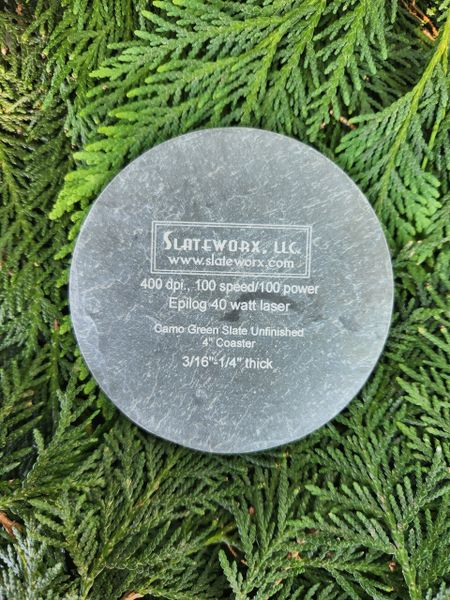 SLATEWORX, LLC.
www.slateworx.com
400 dpi., 100 speed/100 power
Epilog 40 watt laser
Camo Green Slate Unfinished
4" Coaster
3/16"-1/4" thick